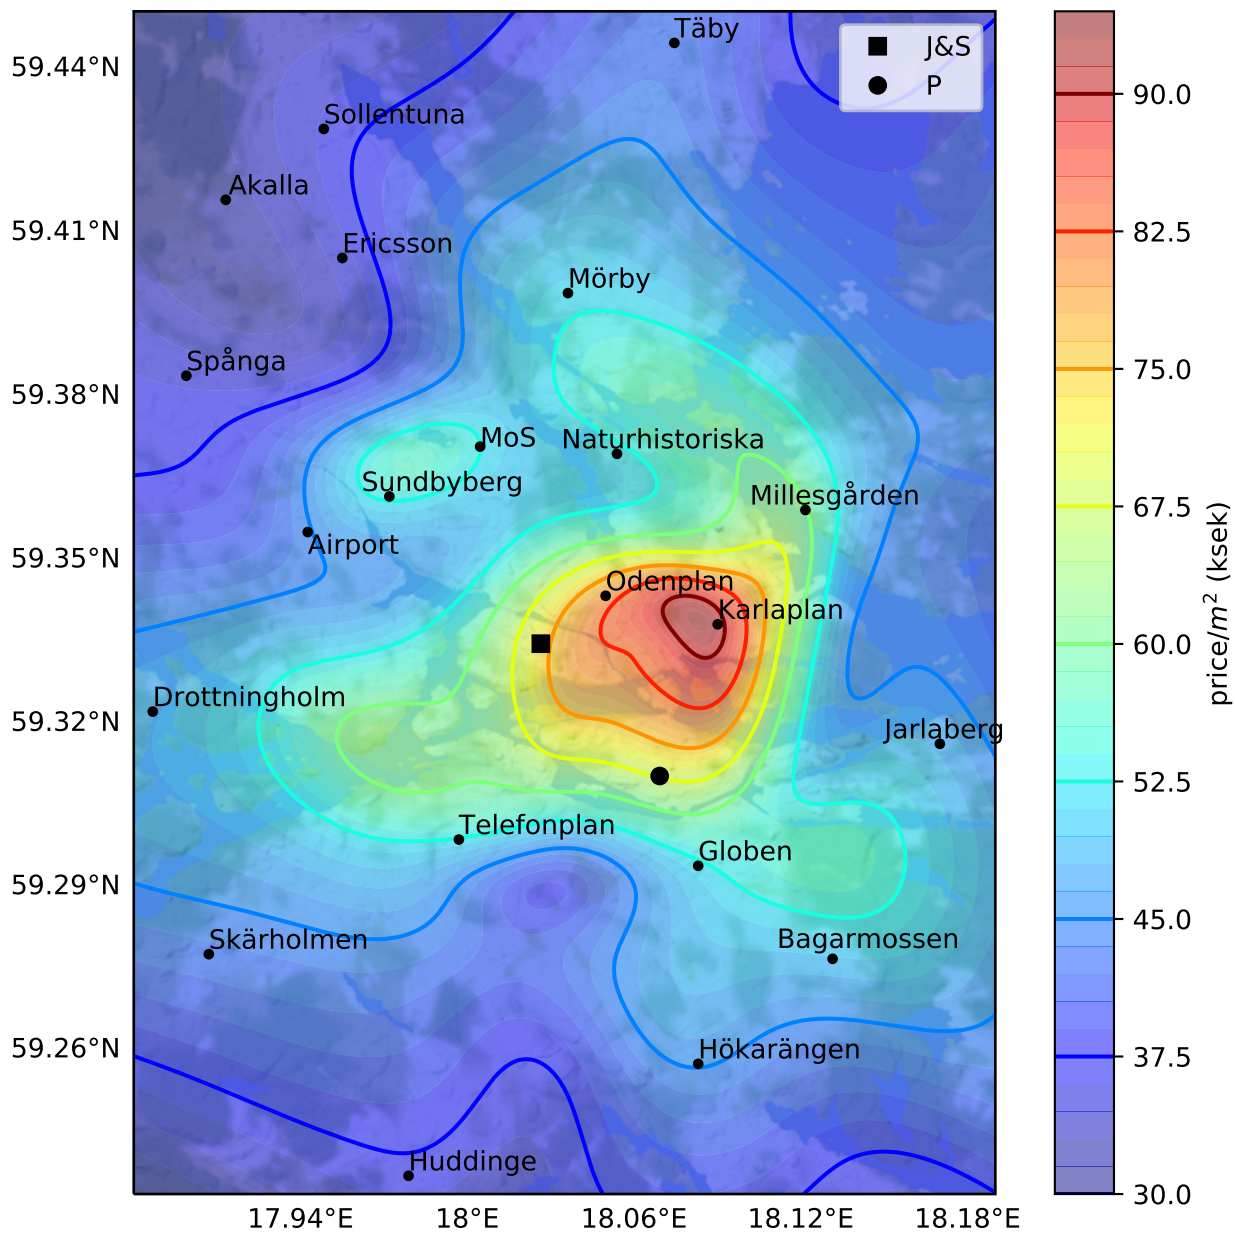 59.44°N
59.41°N
59.38°N
59.35°N
59.32°N
59.29°N
59.26°N
17.94°E
18°E
18.06°E
18.12°E
18.18°E
Täby
J&S
P
Sollentuna
Akalla
Ericsson
Mörby
Spånga
MoS
Naturhistoriska
Sundbyberg
Millesgården
Airport
Odenplan
Karlaplan
Drottningholm
Jarlaberg
Telefonplan
Globen
Skärholmen
Bagarmossen
Hökarängen
Huddinge
90.0
82.5
75.0
67.5
60.0
52.5
45.0
37.5
30.0
price/m² (ksek)